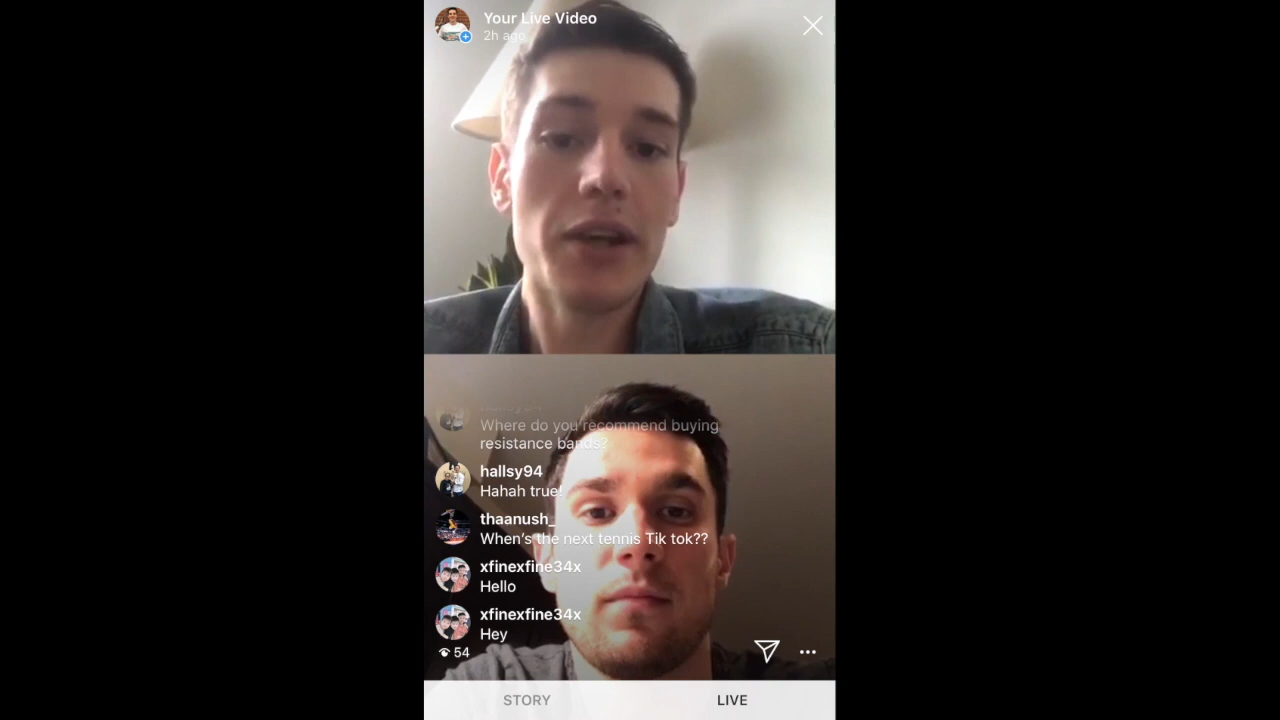 Your Live Video
2h ago
Where do you recommend buying
resistance bands?
hallsy94
Hahah true!
thaanush_
When's the next tennis Tik tok??
xfinexfine34x
Hello
xfinexfine34x
Hey
54
STORY
LIVE